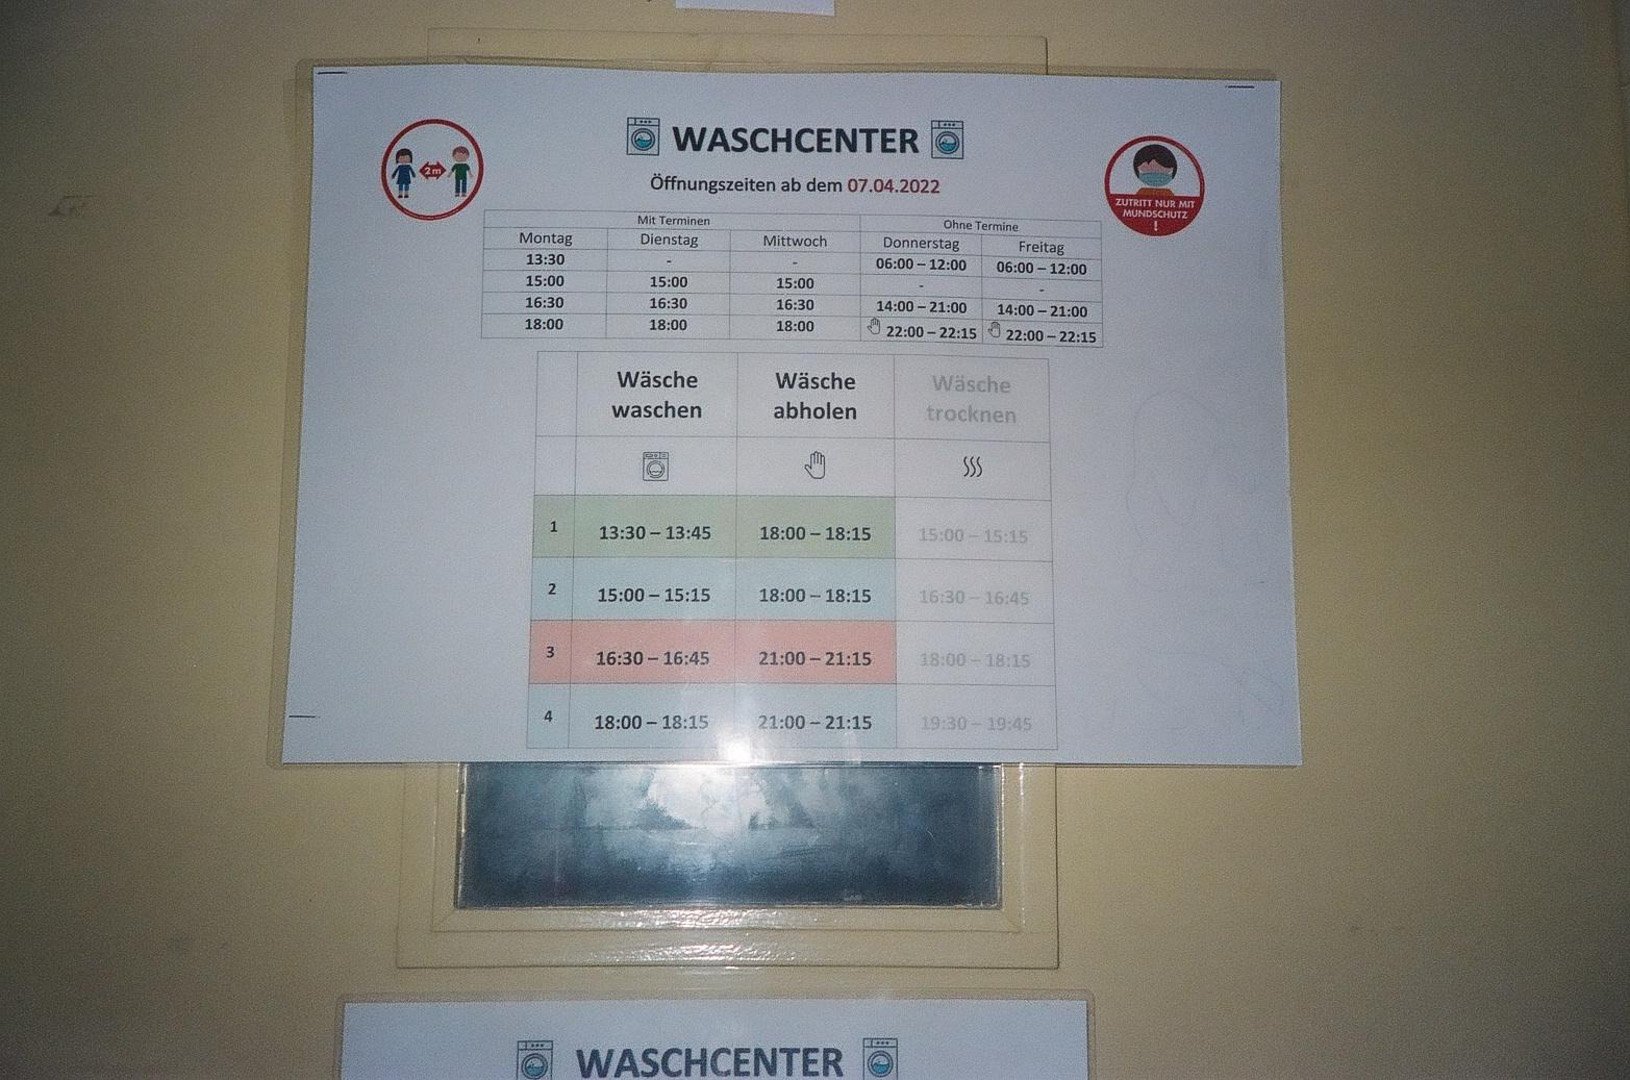 WASCHCENTER
Öffnungszeiten ab dem 07.04.2022
2m
ZUTRITT NUR MIT
MUNDSCHUTZ
!
Mit Terminen Ohne Termine
Montag Dienstag Mittwoch Donnerstag Freitag
13:30 - - 06:00 – 12:00 06:00 – 12:00
15:00 15:00 15:00 - -
16:30 16:30 16:30 14:00 – 21:00 14:00 – 21:00
18:00 18:00 18:00 22:00 – 22:15 22:00 – 22:15
Wäsche Wäsche Wäsche
waschen abholen trocknen
1 13:30 – 13:45 18:00 – 18:15 15:00 – 15:15
2 15:00 – 15:15 18:00 – 18:15 16:30 – 16:45
3 16:30 – 16:45 21:00 – 21:15 18:00 – 18:15
4 18:00 – 18:15 21:00 – 21:15 19:30 – 19:45
WASCHCENTER